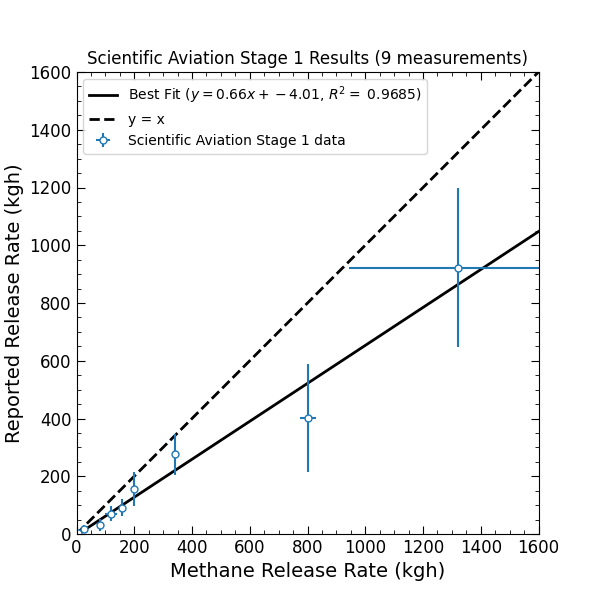 Scientific Aviation Stage 1 Results (9 measurements)
Best Fit (y = 0.66x + −4.01, R² = 0.9685)
y = x
Scientific Aviation Stage 1 data
1600
1400
1200
1000
800
600
400
200
0
Reported Release Rate (kgh)
0 200 400 600 800 1000 1200 1400 1600
Methane Release Rate (kgh)